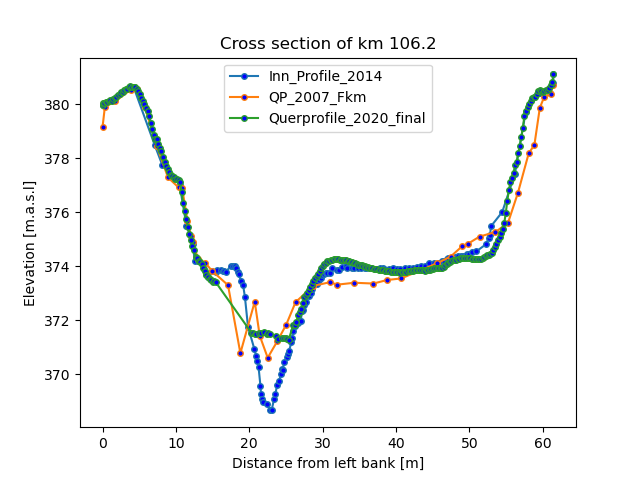 Cross section of km 106.2
Inn_Profile_2014
QP_2007_Fkm
Querprofile_2020_final
Elevation [m.a.s.l]
380
378
376
374
372
370
0 10 20 30 40 50 60
Distance from left bank [m]